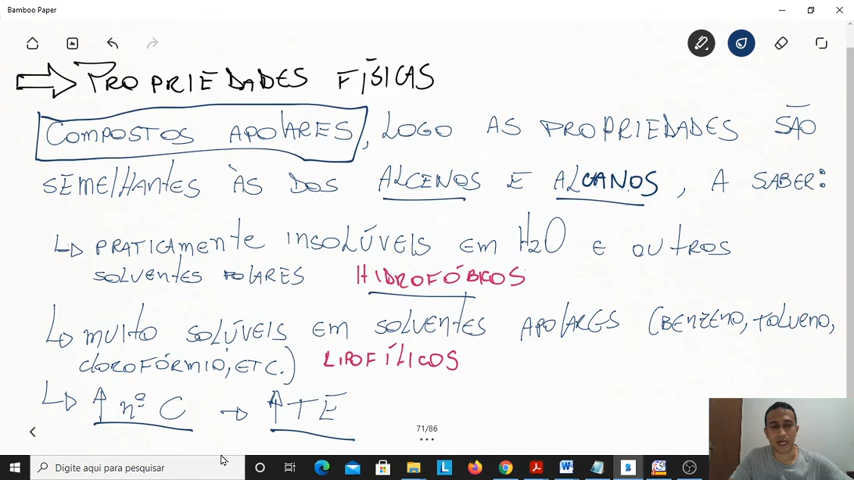 Bamboo Paper
PROPRIEDADES FÍSICAS
COMPOSTOS APOLARES, LOGO AS PROPRIEDADES SÃO
SEMELHANTES ÀS DOS ALCENOS E ALCANOS, A SABER:
PRATICAMENTE INSOLÚVEIS EM H2O E OUTROS
SOLVENTES POLARES HIDROFÓBICOS
MUITO SOLÚVEIS EM SOLVENTES APOLARES (BENZENO, TOLUENO,
CLOROFÓRMIO, ETC.) LIPOFÍLICOS
↑ nº C → ↑ TE
71/86
Digite aqui para pesquisar